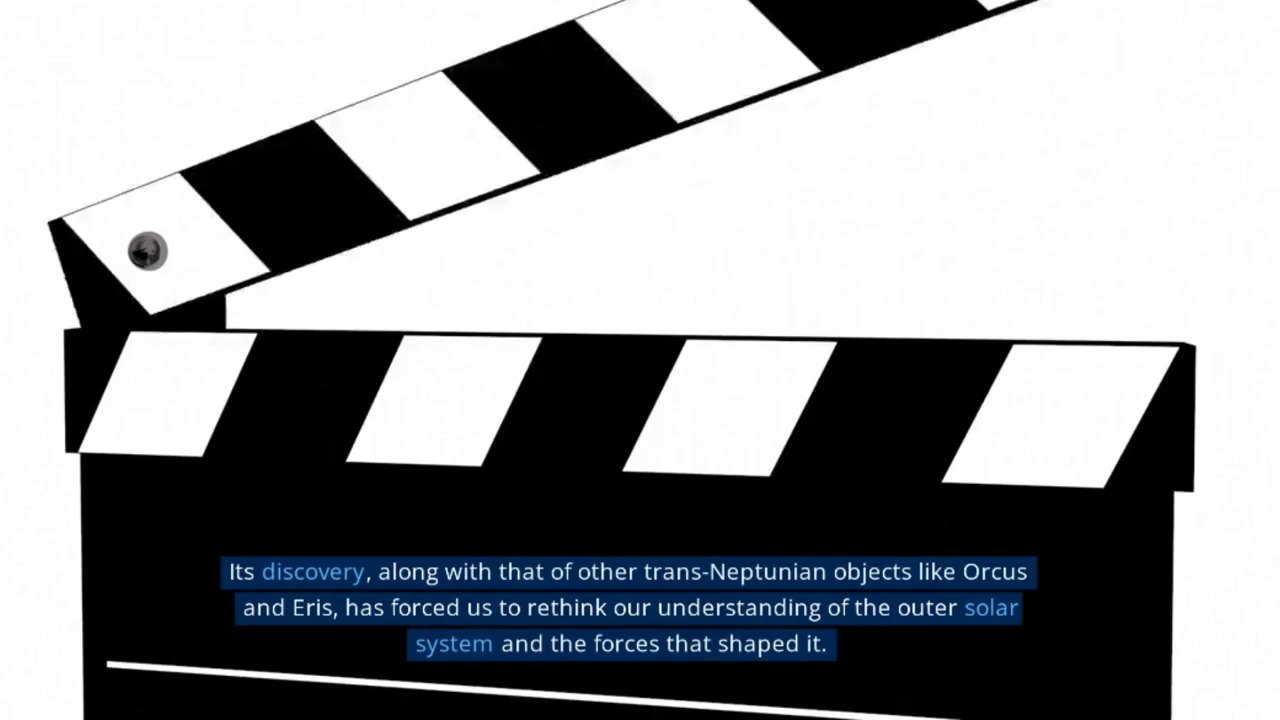 Its discovery, along with that of other trans-Neptunian objects like Orcus
and Eris, has forced us to rethink our understanding of the outer solar
system and the forces that shaped it.